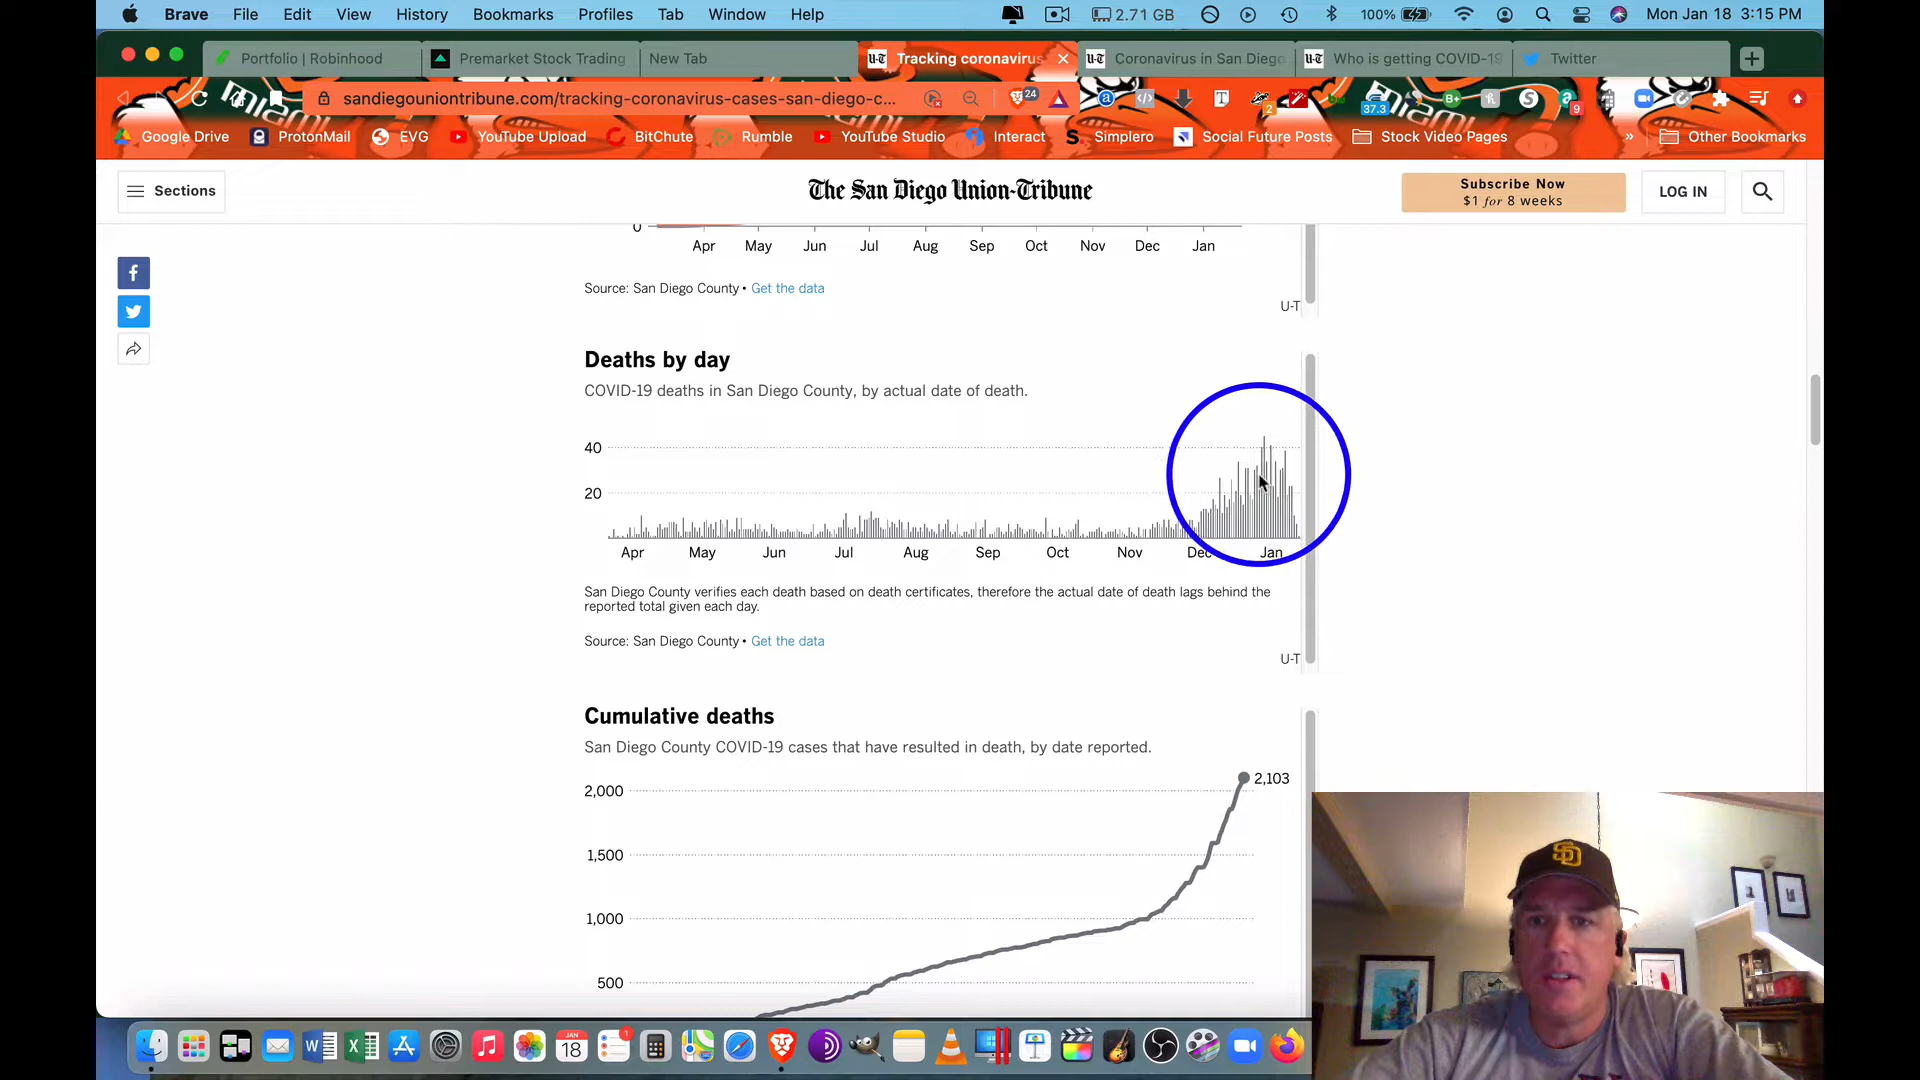 Brave File Edit View History Bookmarks Profiles Tab Window Help 2.71 GB 100% Mon Jan 18 3:15 PM
Portfolio | Robinhood Premarket Stock Trading New Tab U-T Tracking coronavirus U-T Coronavirus in San Diego U-T Who is getting COVID-19 Twitter
sandiegouniontribune.com/tracking-coronavirus-cases-san-diego-c... 24 2 37.3 B+ 9
Google Drive ProtonMail EVG YouTube Upload BitChute Rumble YouTube Studio Interact Simplero Social Future Posts Stock Video Pages » Other Bookmarks
Sections The San Diego Union-Tribune Subscribe Now LOG IN
$1 for 8 weeks
0
Apr May Jun Jul Aug Sep Oct Nov Dec Jan
Source: San Diego County • Get the data
U-T
Deaths by day
COVID-19 deaths in San Diego County, by actual date of death.
40
20
Apr May Jun Jul Aug Sep Oct Nov Dec Jan
San Diego County verifies each death based on death certificates, therefore the actual date of death lags behind the
reported total given each day.
Source: San Diego County • Get the data
U-T
Cumulative deaths
San Diego County COVID-19 cases that have resulted in death, by date reported.
2,103
2,000
1,500
1,000
500
SD
JAN
18
1